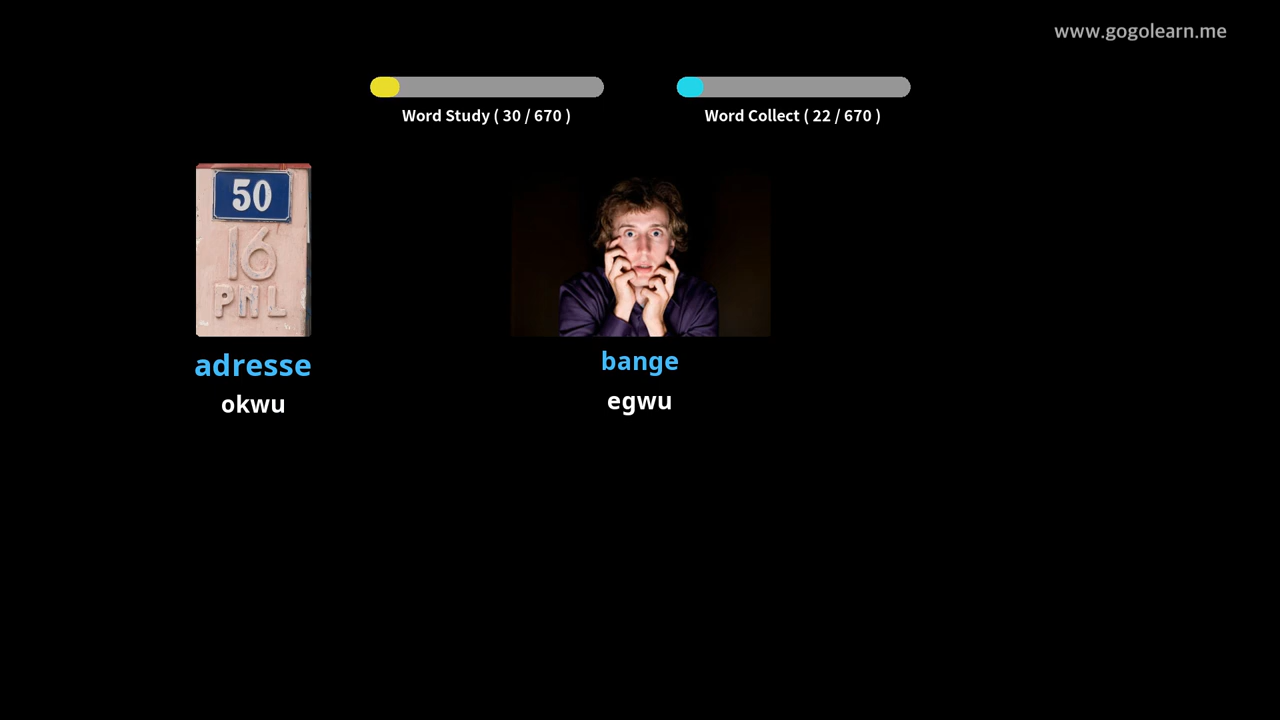 www.gogolearn.me
Word Study ( 30 / 670 )
Word Collect ( 22 / 670 )
50
16
PNL
adresse
okwu
bange
egwu